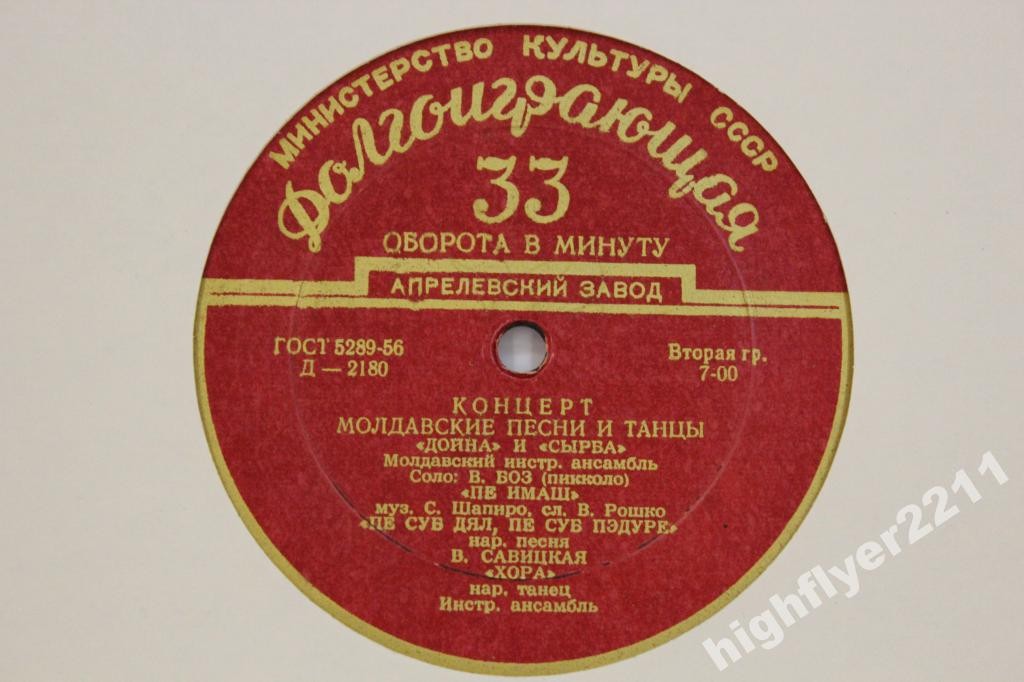 МИНИСТЕРСТВО КУЛЬТУРЫ СССР
Долгоиграющая
33
ОБОРОТА В МИНУТУ
АПРЕЛЕВСКИЙ ЗАВОД
ГОСТ 5289-56
Д — 2180
Вторая гр.
7-00
КОНЦЕРТ
МОЛДАВСКИЕ ПЕСНИ И ТАНЦЫ
«ДОЙНА» И «СЫРБА»
Молдавский инстр. ансамбль
Соло: В. БОЗ (пикколо)
«ПЕ ИМАШ»
муз. С. Шапиро, сл. В. Рошко
«ПЕ СУБ ДЯЛ, ПЕ СУБ ПЭДУРЕ»
нар. песня
В. САВИЦКАЯ
«ХОРА»
нар. танец
Инстр. ансамбль
highflyer2211